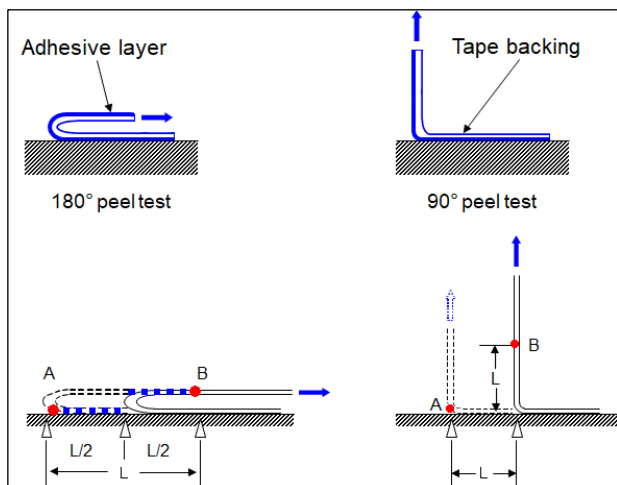 Adhesive layer
Tape backing
180° peel test
90° peel test
A
B
L/2
L/2
L
B
L
A
L